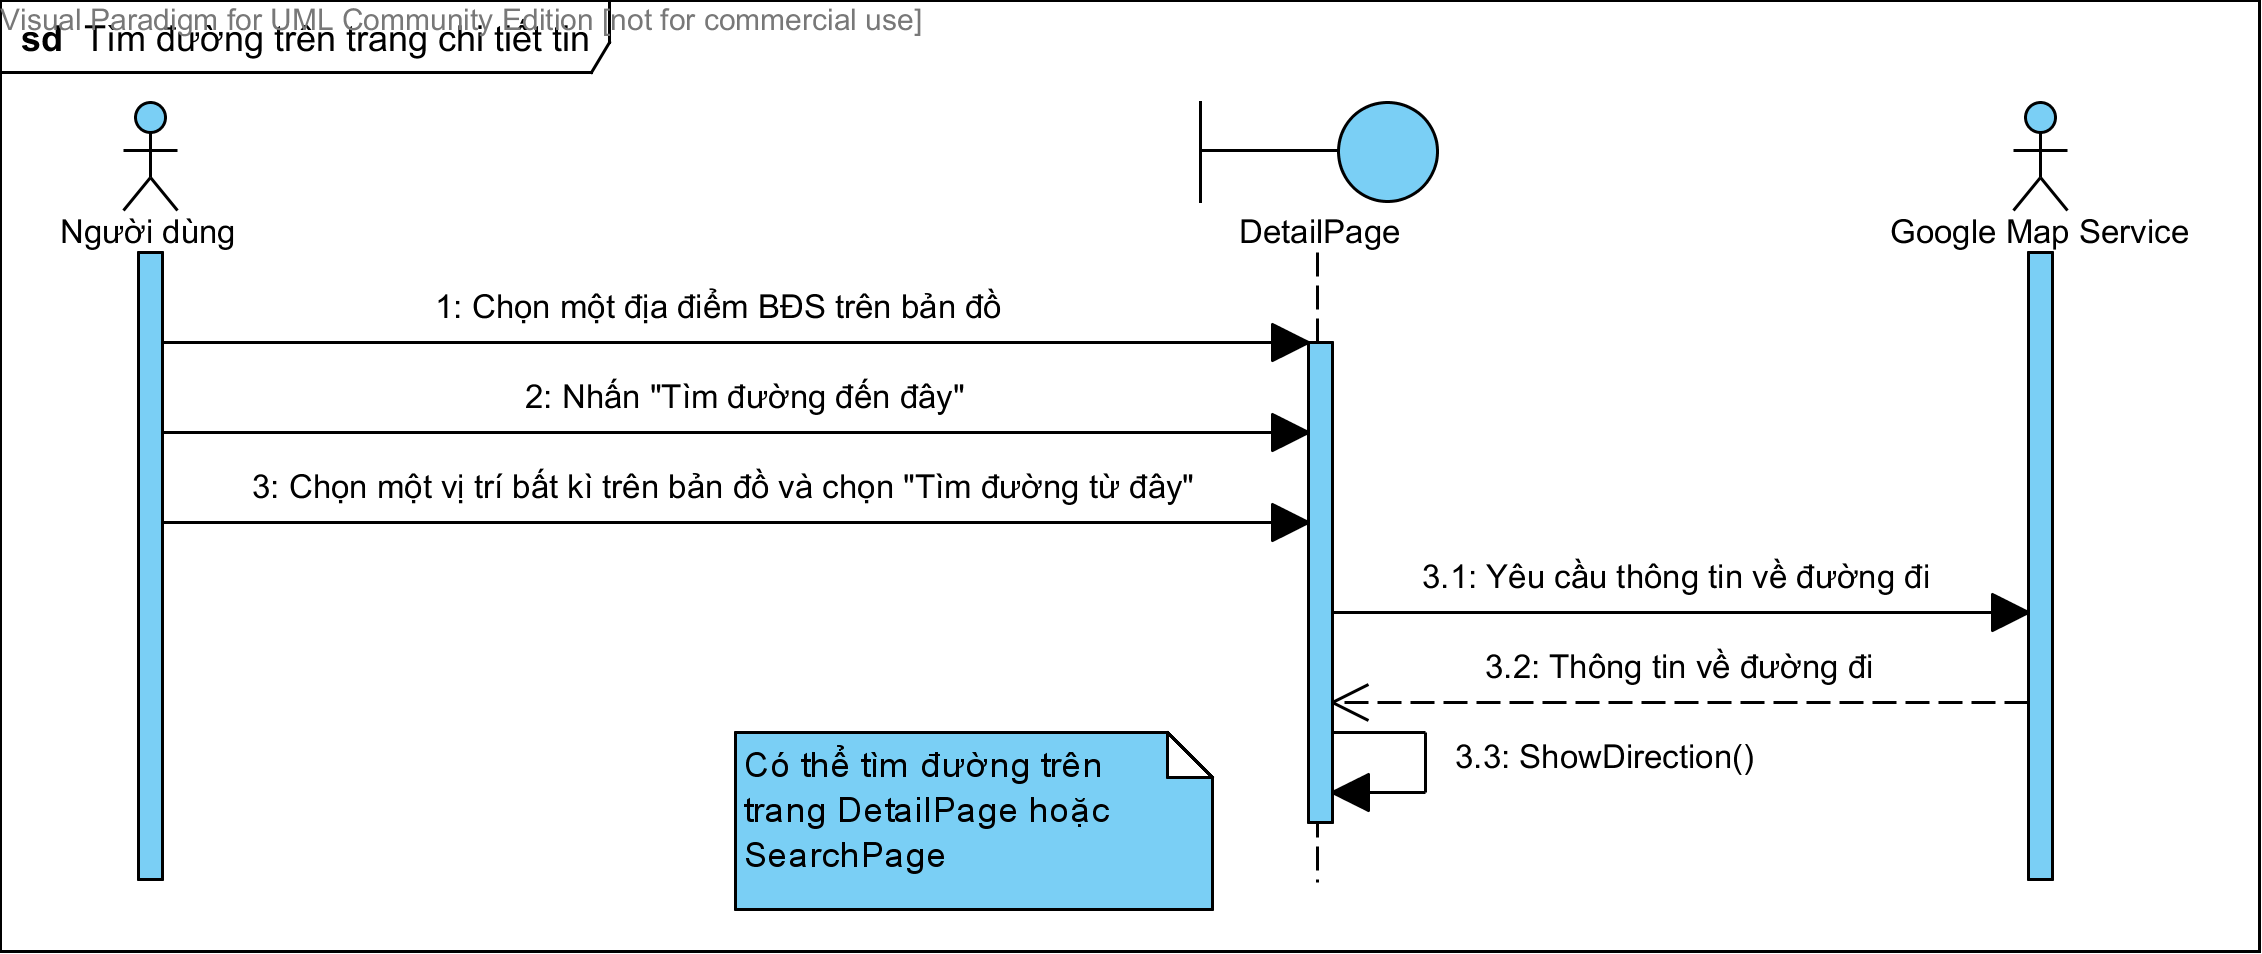 Visual Paradigm for UML Community Edition [not for commercial use]
sd Tìm đường trên trang chi tiết tin
Người dùng
DetailPage
Google Map Service
1: Chọn một địa điểm BĐS trên bản đồ
2: Nhấn "Tìm đường đến đây"
3: Chọn một vị trí bất kì trên bản đồ và chọn "Tìm đường từ đây"
3.1: Yêu cầu thông tin về đường đi
3.2: Thông tin về đường đi
3.3: ShowDirection()
Có thể tìm đường trên
trang DetailPage hoặc
SearchPage